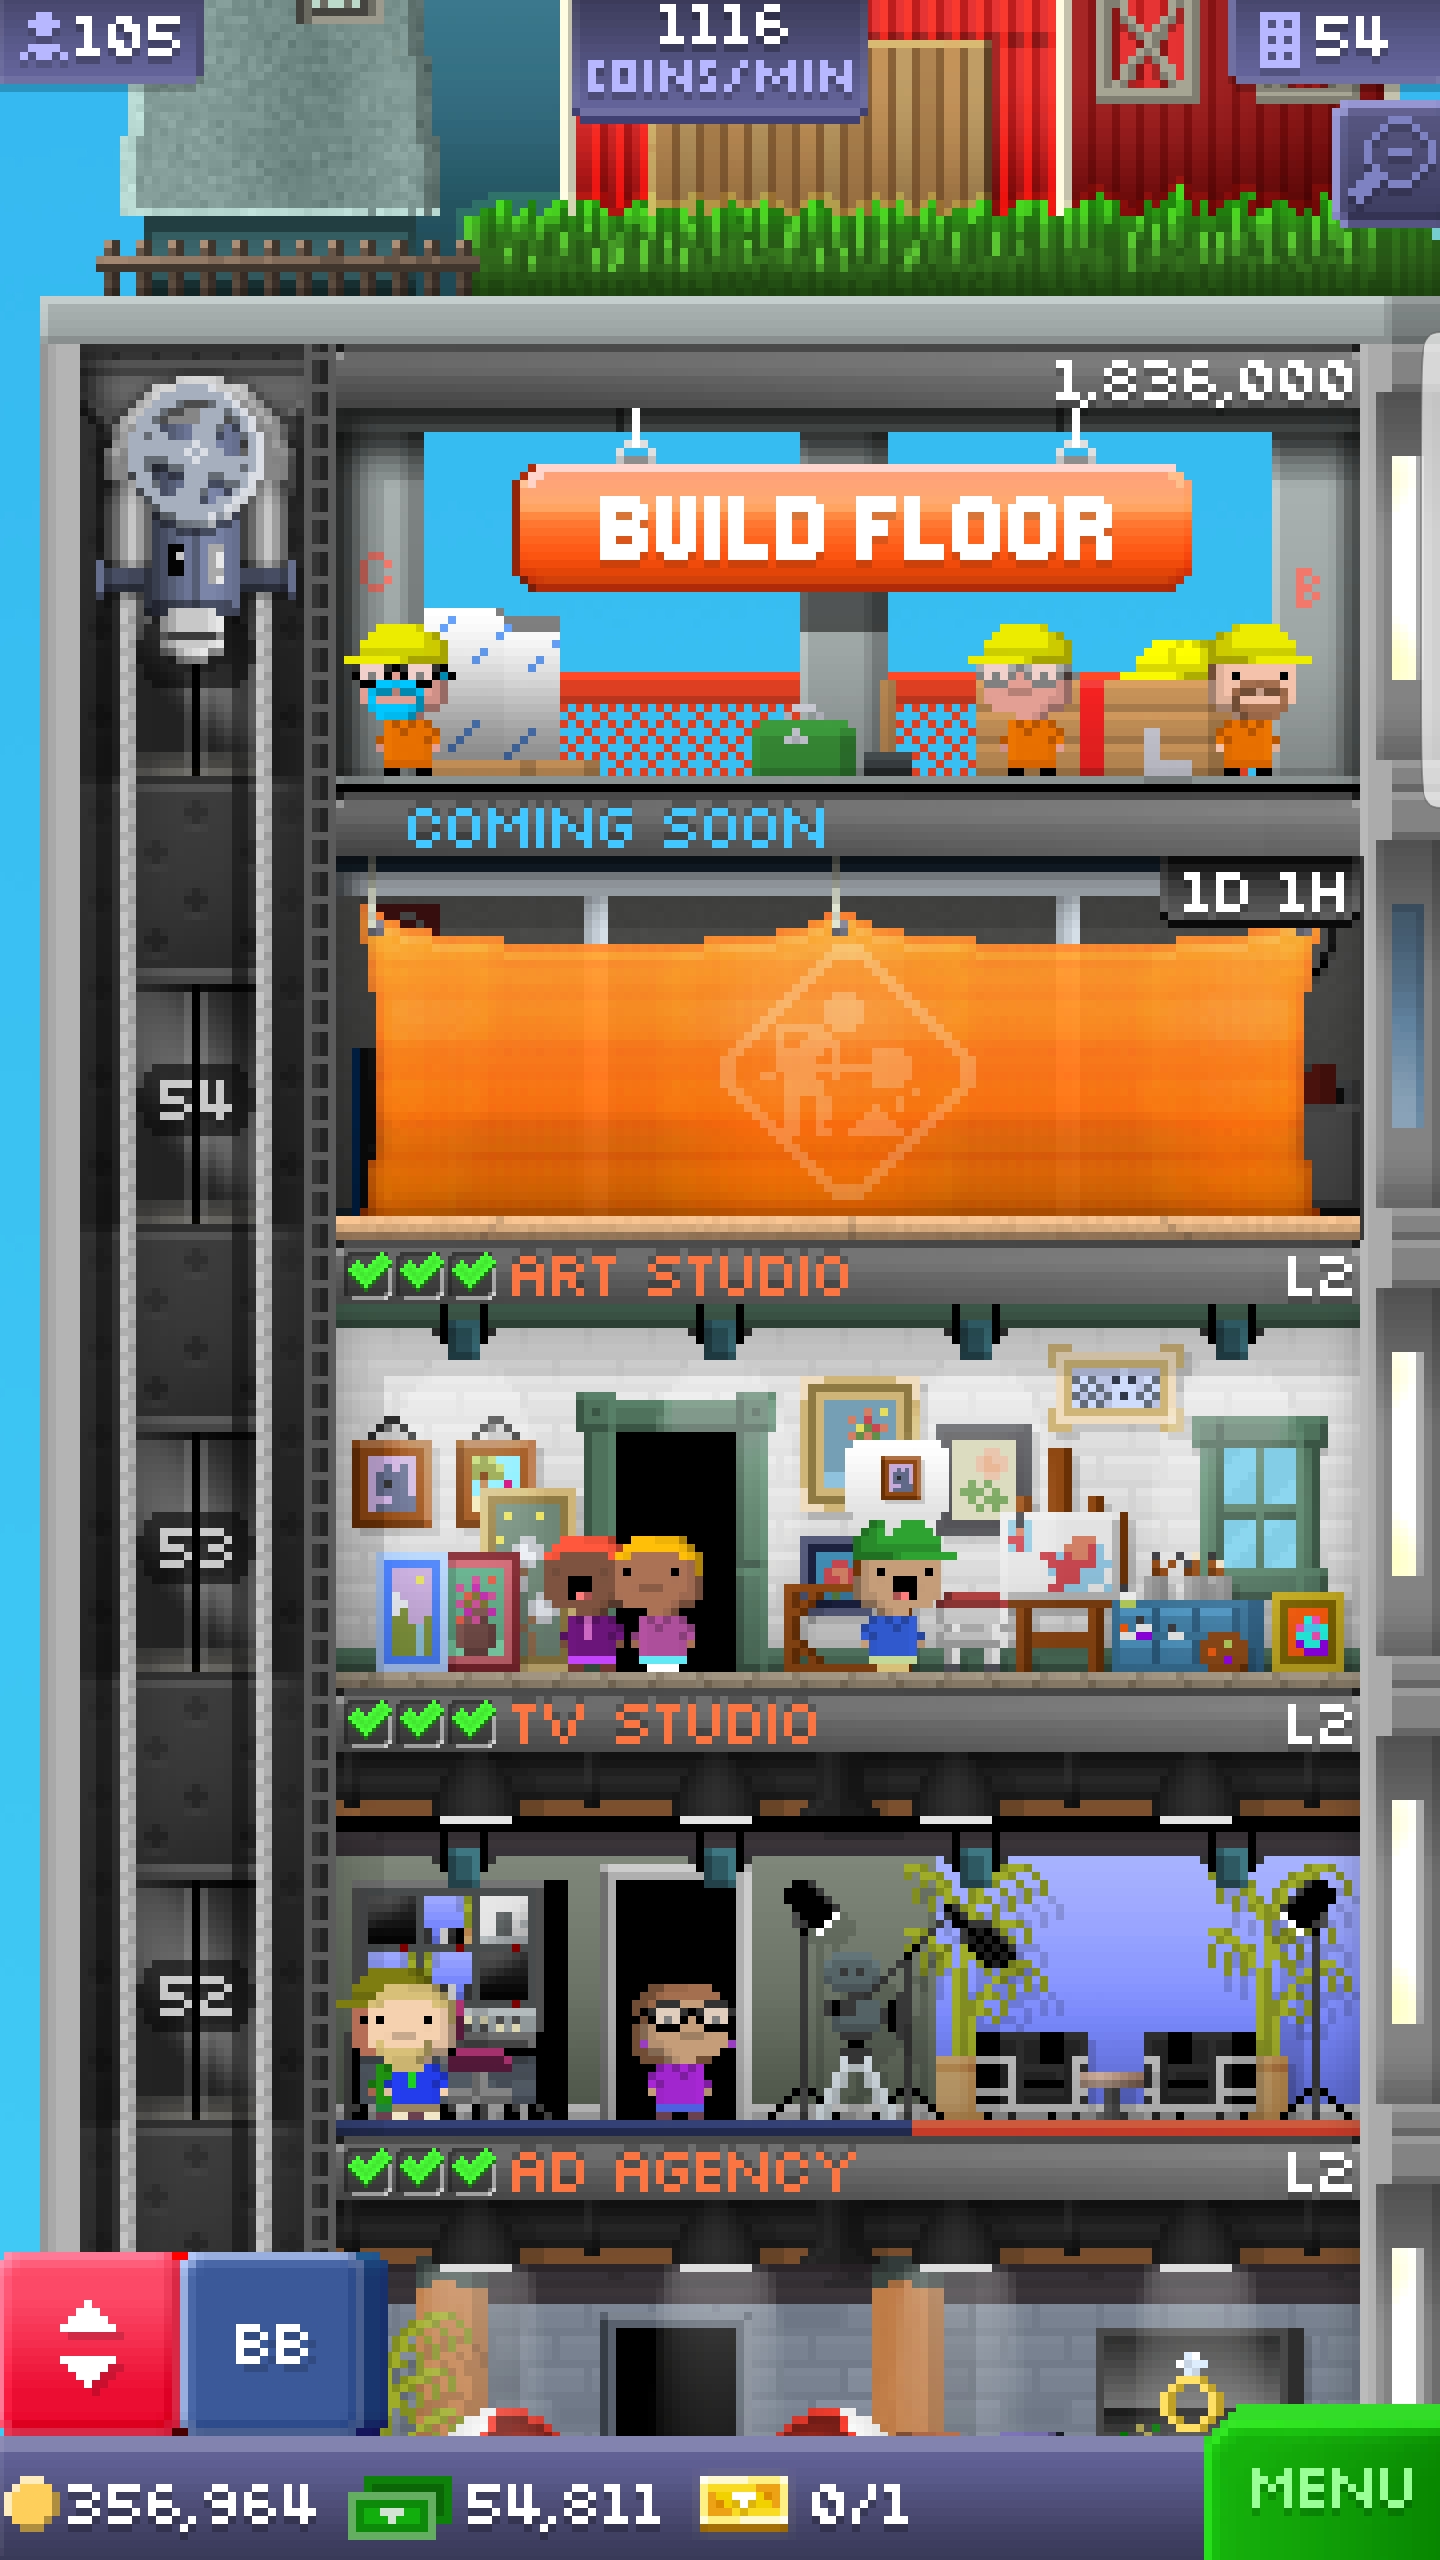 105
1116
COINS/MIN
54
1,836,000
BUILD FLOOR
C
B
COMING SOON
1D 1H
54
ART STUDIO
L2
53
TV STUDIO
L2
52
AD AGENCY
L2
BB
356,964
54,811
0/1
MENU